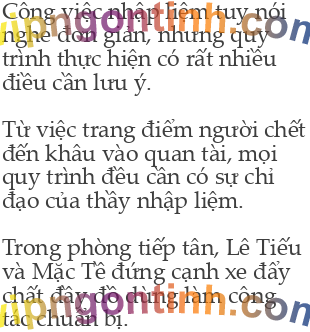 Công việc nhập liệm tuy nói
nghe đơn giản, nhưng quy
trình thực hiện có rất nhiều
điều cần lưu ý.
Từ việc trang điểm người chết
đến khâu vào quan tài, mọi
quy trình đều cần có sự chỉ
đạo của thầy nhập liệm.
Trong phòng tiếp tân, Lê Tiếu
và Mặc Tề đứng cạnh xe đẩy
chất đầy đồ dùng làm công
tác chuẩn bị.
vipngontinh.com
vipngontinh.com